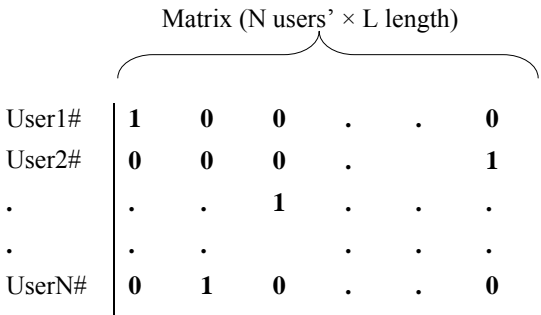 Matrix (N users’ × L length)
User1# 1 0 0 . . 0
User2# 0 0 0 . 1
. . . 1 . . .
. . . . . .
UserN# 0 1 0 . . 0